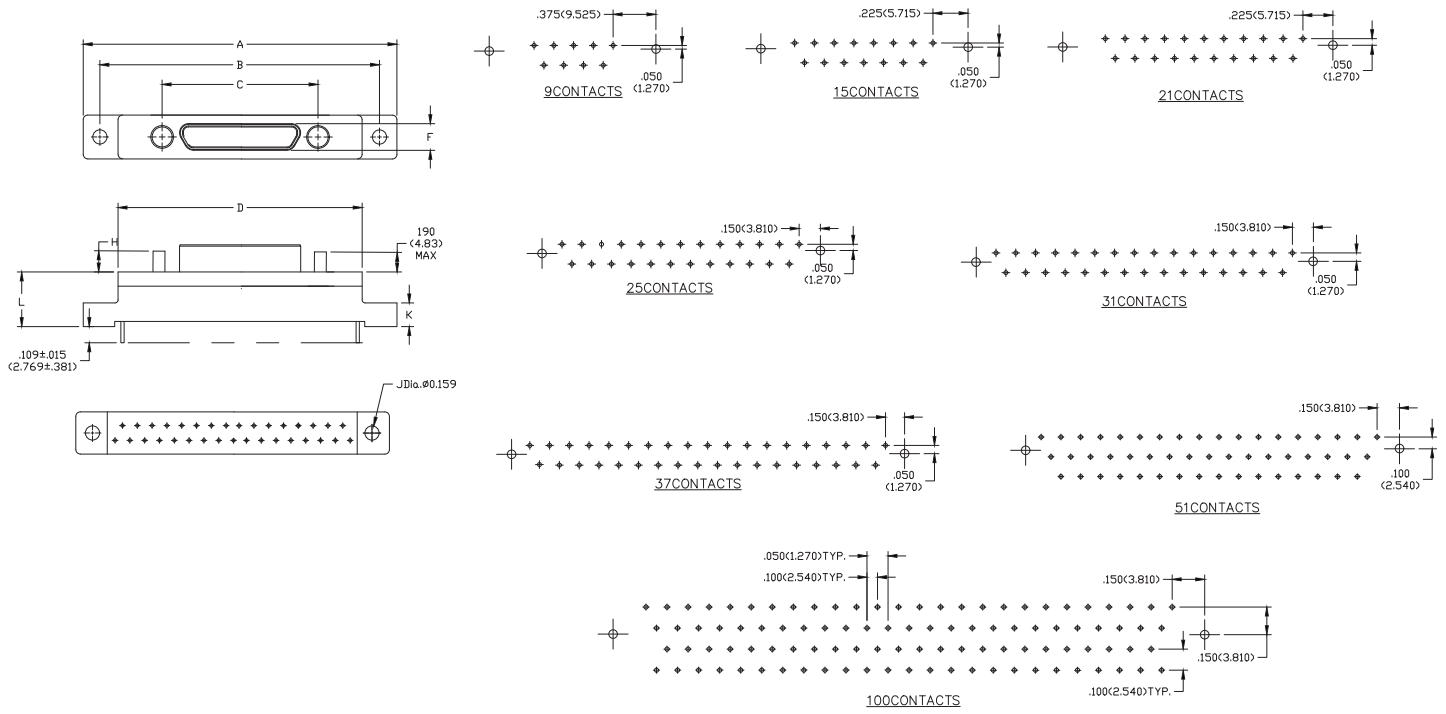 A
B
C
F
D
H
190
(4.83)
MAX
L
K
.109±.015
(2.769±.381)
JDia.ø0.159
.375(9.525)
.050
(1.270)
9CONTACTS
.225(5.715)
.050
(1.270)
15CONTACTS
.225(5.715)
.050
(1.270)
21CONTACTS
.150(3.810)
.050
(1.270)
25CONTACTS
.150(3.810)
.050
(1.270)
31CONTACTS
.150(3.810)
.050
(1.270)
37CONTACTS
.150(3.810)
.100
(2.540)
51CONTACTS
.050(1.270)TYP.
.100(2.540)TYP.
.150(3.810)
.150(3.810)
.100(2.540)TYP.
100CONTACTS